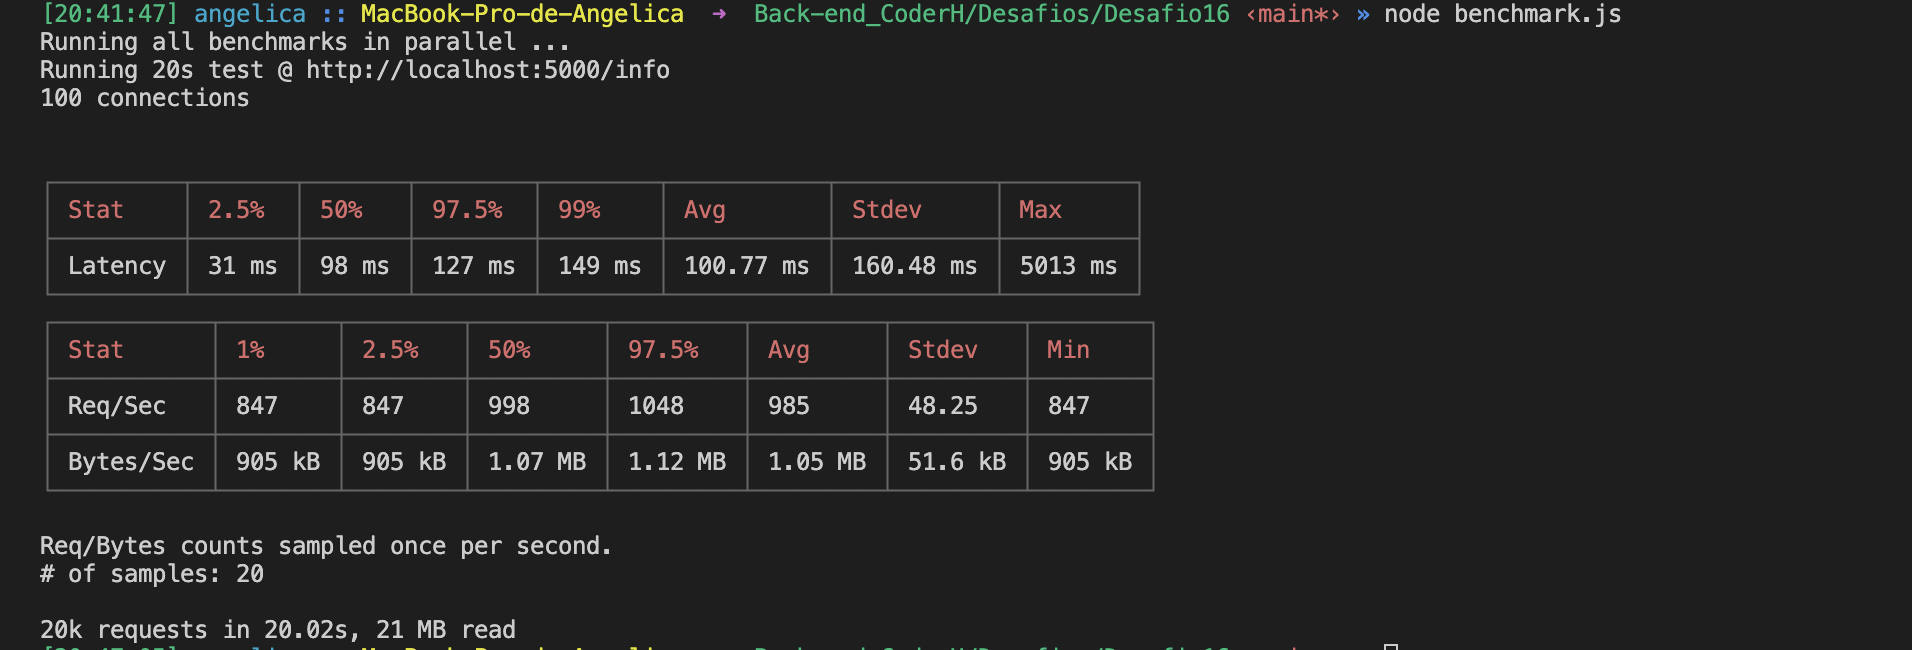 [20:41:47] angelica :: MacBook-Pro-de-Angelica ➝ Back-end_CoderH/Desafios/Desafio16 ‹main*› » node benchmark.js
Running all benchmarks in parallel ...
Running 20s test @ http://localhost:5000/info
100 connections
Stat 2.5% 50% 97.5% 99% Avg Stdev Max
Latency 31 ms 98 ms 127 ms 149 ms 100.77 ms 160.48 ms 5013 ms
Stat 1% 2.5% 50% 97.5% Avg Stdev Min
Req/Sec 847 847 998 1048 985 48.25 847
Bytes/Sec 905 kB 905 kB 1.07 MB 1.12 MB 1.05 MB 51.6 kB 905 kB
Req/Bytes counts sampled once per second.
# of samples: 20
20k requests in 20.02s, 21 MB read